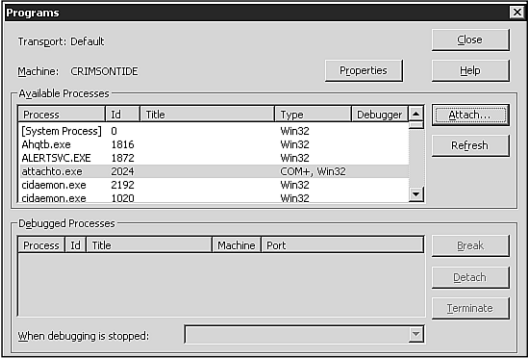 Programs
Transport: Default
Close
Machine: CRIMSONTIDE
Properties
Help
Available Processes
Process Id Title Type Debugger
[System Process] 0 Win32
Ahqtb.exe 1816 Win32
ALERTSVC.EXE 1872 Win32
attachto.exe 2024 COM+, Win32
cidaemon.exe 2192 Win32
cidaemon.exe 1020 Win32
Attach...
Refresh
Debugged Processes
Process Id Title Machine Port
Break
Detach
Terminate
When debugging is stopped: